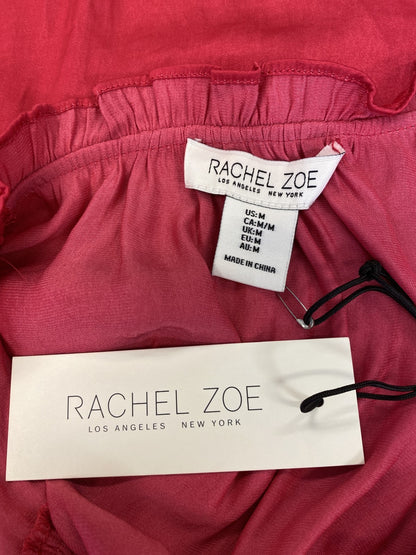 RACHEL ZOE
LOS ANGELES NEW YORK
US:M
CA:M/M
UK:M
EU:M
AU:M
MADE IN CHINA
RACHEL ZOE
LOS ANGELES NEW YORK